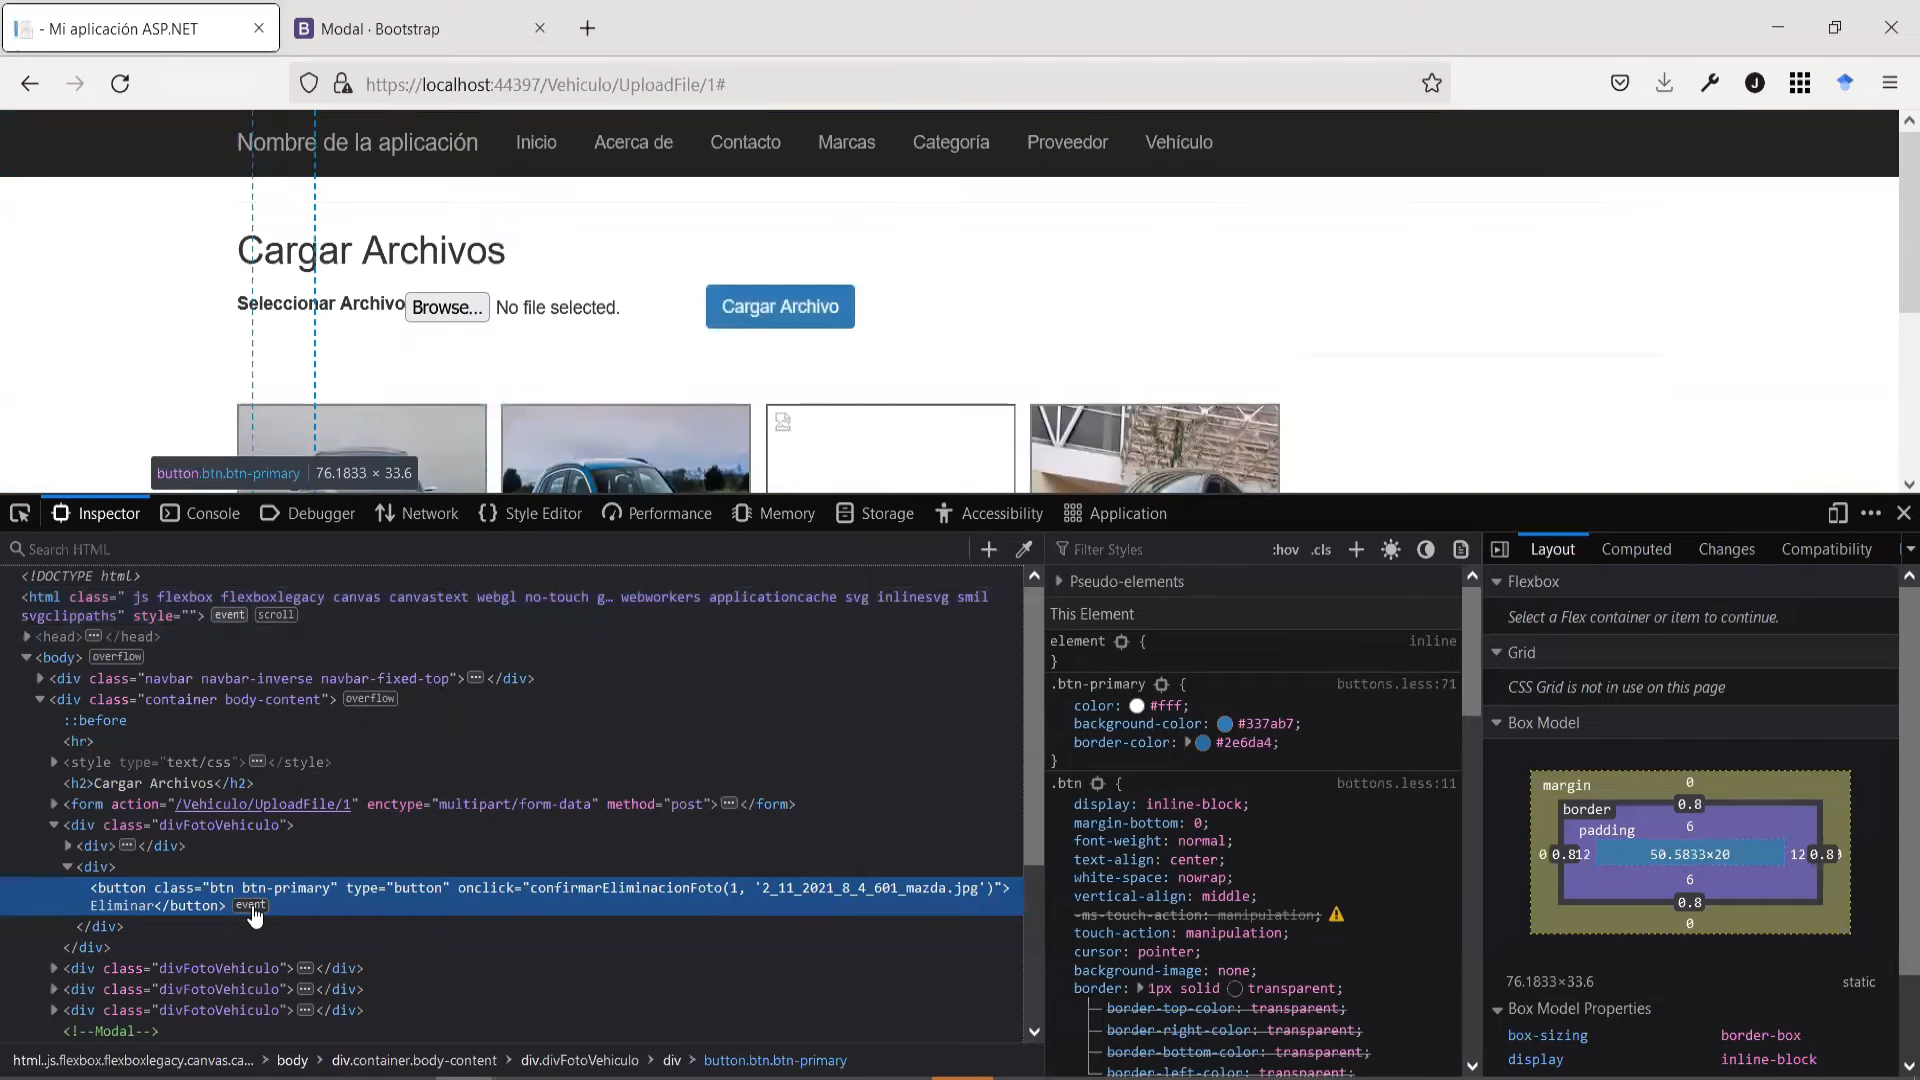 - Mi aplicación ASP.NET
B Modal · Bootstrap
https://localhost:44397/Vehiculo/UploadFile/1#
J
Nombre de la aplicación Inicio Acerca de Contacto Marcas Categoría Proveedor Vehículo
Cargar Archivos
Seleccionar Archivo Browse... No file selected. Cargar Archivo
button.btn.btn-primary 76.1833 × 33.6
Inspector Console Debugger Network Style Editor Performance Memory Storage Accessibility Application
Search HTML
<!DOCTYPE html>
<html class=" js flexbox flexboxlegacy canvas canvastext webgl no-touch g… webworkers applicationcache svg inlinesvg smil
svgclippaths" style=""> event scroll
<head> ••• </head>
<body> overflow
<div class="navbar navbar-inverse navbar-fixed-top"> ••• </div>
<div class="container body-content"> overflow
::before
<hr>
<style type="text/css"> ••• </style>
<h2>Cargar Archivos</h2>
<form action="/Vehiculo/UploadFile/1" enctype="multipart/form-data" method="post"> ••• </form>
<div class="divFotoVehiculo">
<div> ••• </div>
<div>
<button class="btn btn-primary" type="button" onclick="confirmarEliminacionFoto(1, '2_11_2021_8_4_601_mazda.jpg')">
Eliminar</button> event
</div>
</div>
<div class="divFotoVehiculo"> ••• </div>
<div class="divFotoVehiculo"> ••• </div>
<div class="divFotoVehiculo"> ••• </div>
<!--Modal-->
html..js.flexbox.flexboxlegacy.canvas.ca... body div.container.body-content div.divFotoVehiculo div button.btn.btn-primary
Filter Styles :hov .cls
Pseudo-elements
This Element
element { inline
}
.btn-primary { buttons.less:71
color: #fff;
background-color: #337ab7;
border-color: #2e6da4;
}
.btn { buttons.less:11
display: inline-block;
margin-bottom: 0;
font-weight: normal;
text-align: center;
white-space: nowrap;
vertical-align: middle;
-ms-touch-action: manipulation;
touch-action: manipulation;
cursor: pointer;
background-image: none;
border: 1px solid transparent;
border-top-color: transparent;
border-right-color: transparent;
border-bottom-color: transparent;
border-left-color: transparent;
Layout Computed Changes Compatibility
Flexbox
Select a Flex container or item to continue.
Grid
CSS Grid is not in use on this page
Box Model
margin 0
border 0.8
padding 6
0 0.8 12 50.5833×20 12 0.8
6
0.8
0
76.1833×33.6 static
Box Model Properties
box-sizing border-box
display inline-block